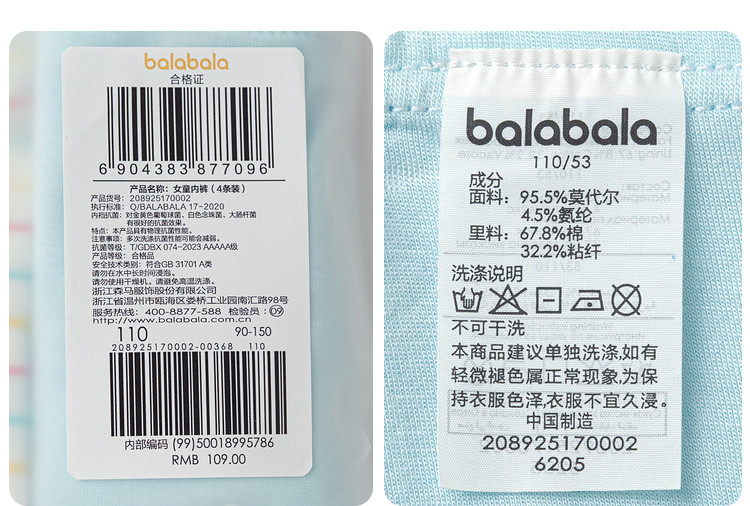 balabala
合格证
6 904383 877096
产品名称：女童内裤（4条装）
产品货号：208925170002
执行标准：Q/BALABALA 17-2020
内裆抗菌：对金黄色葡萄球菌、白色念珠菌、大肠杆菌
有很好的抗菌效果。
特点：本产品具有物理抗菌性能。
注意事项：多次洗涤抗菌性能可能会减弱。
抗菌等级：T/GDBX 074-2023 AAAAA级
产品等级：合格品
安全技术类别：符合GB 31701 A类
请勿在水中长时间浸泡。
请勿使用干燥机。请避免高温洗涤。
浙江森马服饰股份有限公司
浙江省温州市瓯海区娄桥工业园南汇路98号
服务热线：400-8877-588 检验员：09
http://www.balabala.com.cn
110 90-150
208925170002-00368 110
内部编码 (99)50018995786
RMB 109.00
balabala
110/53
成分
面料：95.5%莫代尔
4.5%氨纶
里料：67.8%棉
32.2%粘纤
洗涤说明
不可干洗
本商品建议单独洗涤，如有
轻微褪色属正常现象，为保
持衣服色泽，衣服不宜久浸。
中国制造
208925170002
6205